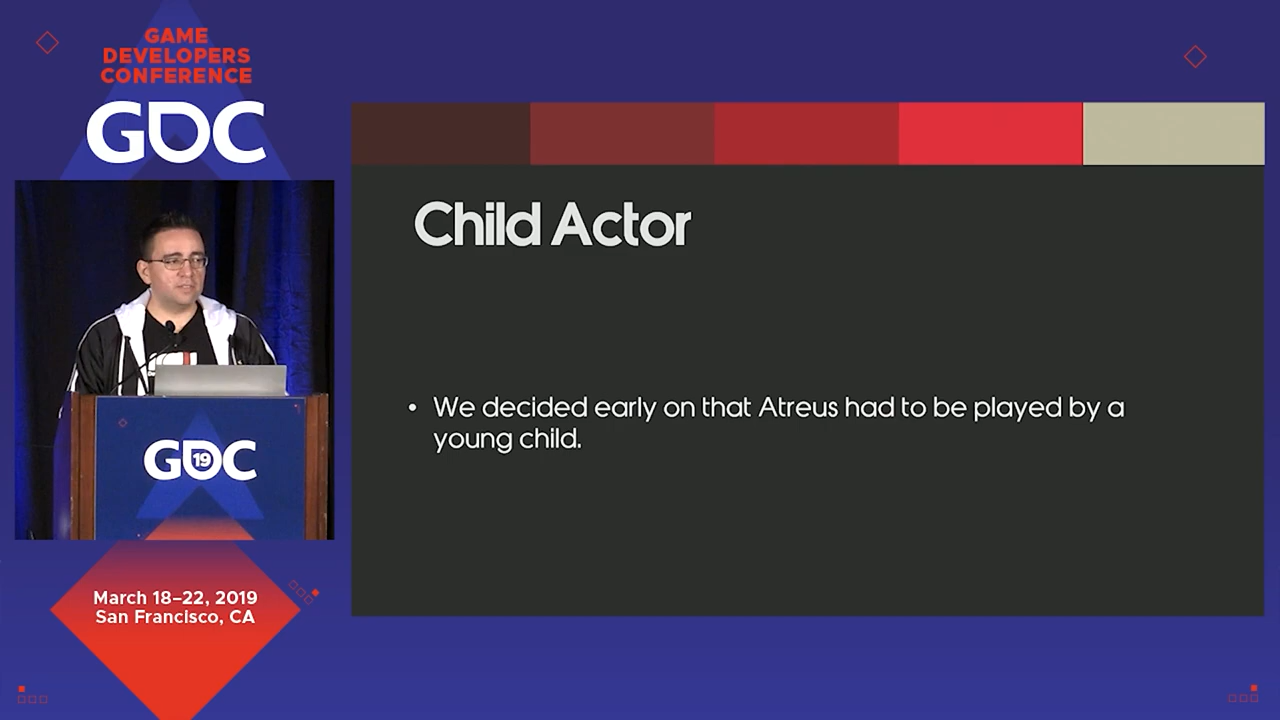 GAME
DEVELOPERS
CONFERENCE
GDC
GDC
19
March 18–22, 2019
San Francisco, CA
Child Actor
• We decided early on that Atreus had to be played by a
young child.